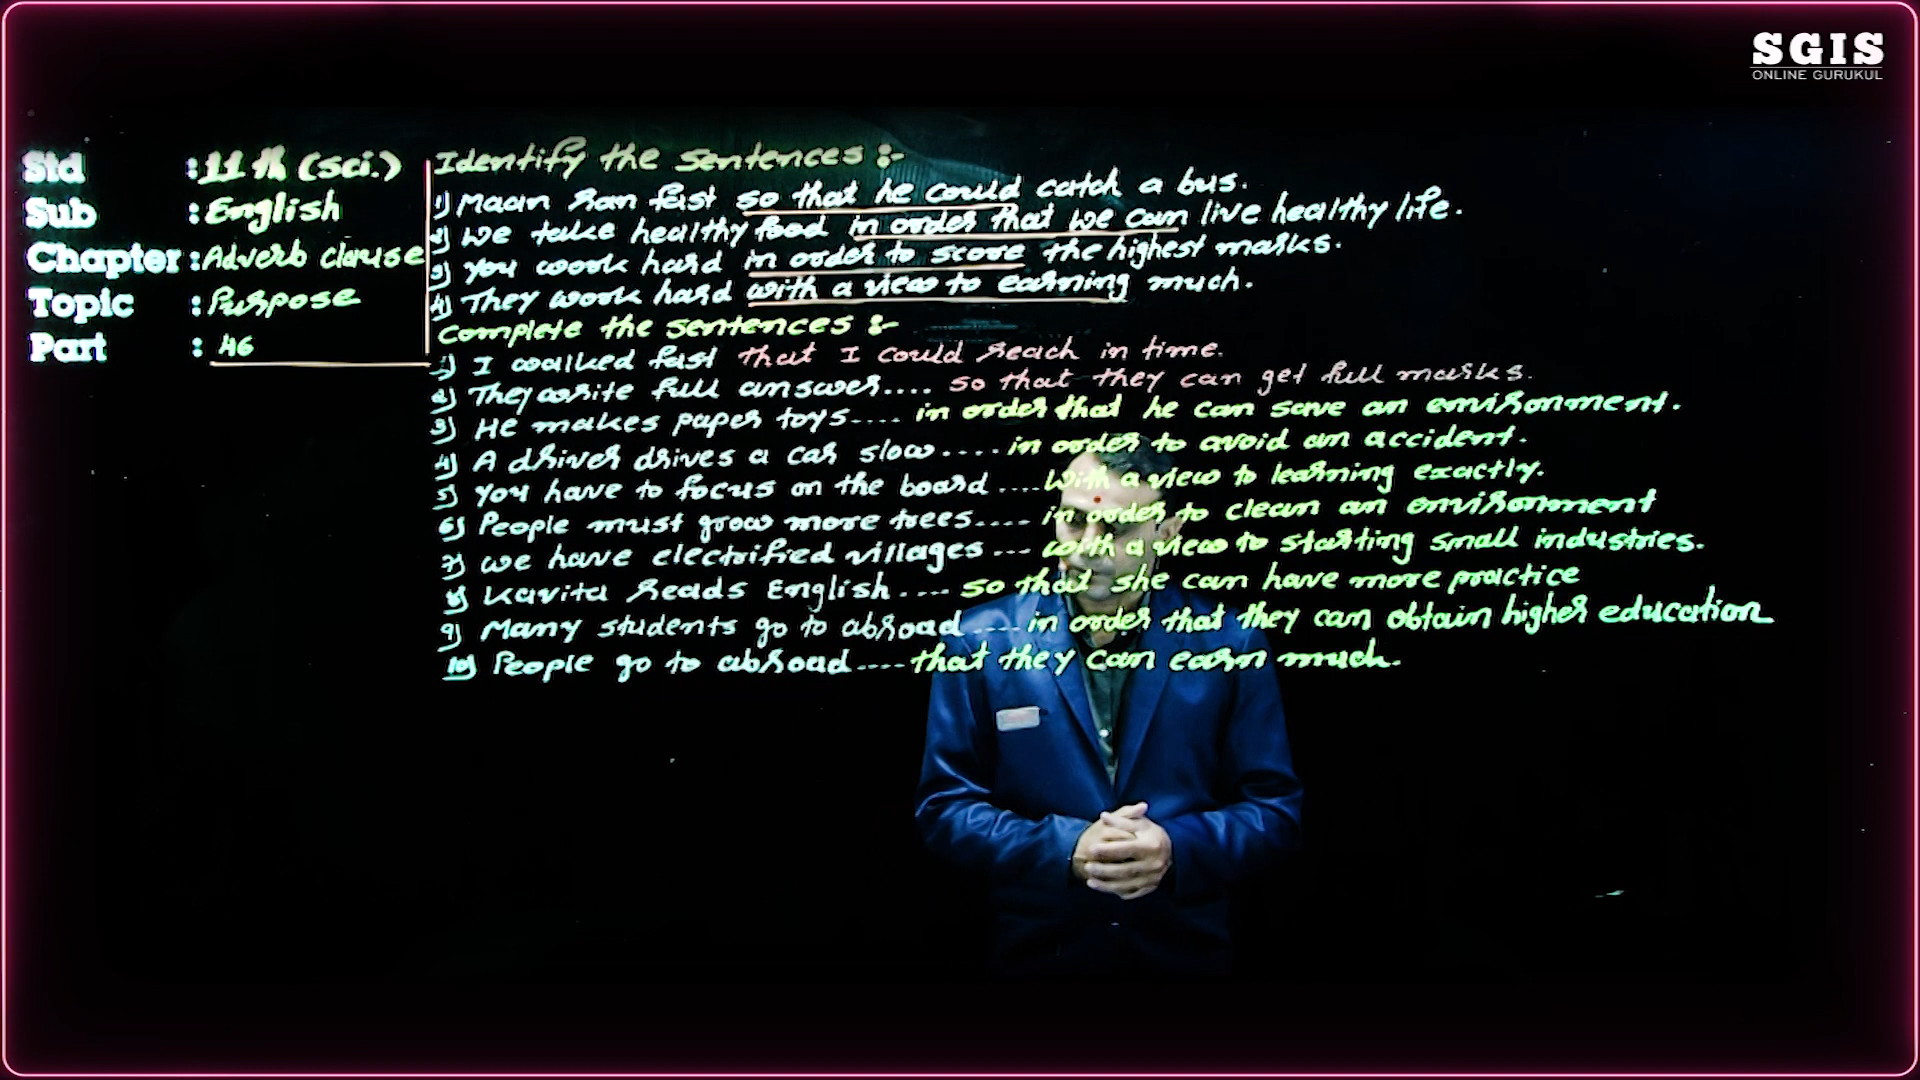 SGIS
ONLINE GURUKUL
Std : 11th (sci.)
Sub : English
Chapter : Adverb clause
Topic : Purpose
Part : 46
Identify the sentences :-
1) Maan ran fast so that he could catch a bus.
2) We take healthy food in order that we can live healthy life.
3) You work hard in order to score the highest marks.
4) They work hard with a view to earning much.
Complete the sentences :-
1) I walked fast that I could reach in time.
2) They write full answer.... so that they can get full marks.
3) He makes paper toys.... in order that he can save an environment.
4) A driver drives a car slow.... in order to avoid an accident.
5) You have to focus on the board .... With a view to learning exactly.
6) People must grow more trees.... in order to clean an environment
7) We have electrified villages ... with a view to starting small industries.
8) Kavita reads English.... so that she can have more practice
9) Many students go to abroad .... in order that they can obtain higher education
10) People go to abroad.... that they can earn much.